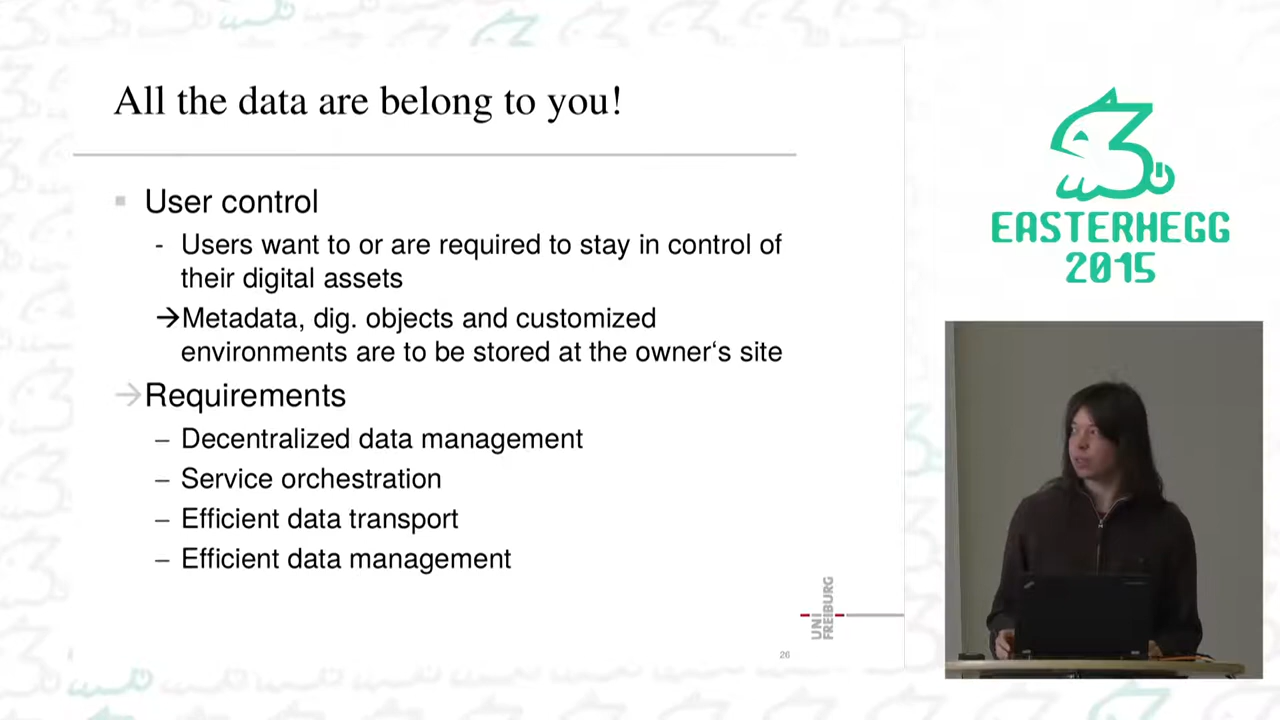 All the data are belong to you!
User control
- Users want to or are required to stay in control of
their digital assets
→Metadata, dig. objects and customized
environments are to be stored at the owner‘s site
→Requirements
– Decentralized data management
– Service orchestration
– Efficient data transport
– Efficient data management
UNI
FREIBURG
26
EASTERHEGG
2015